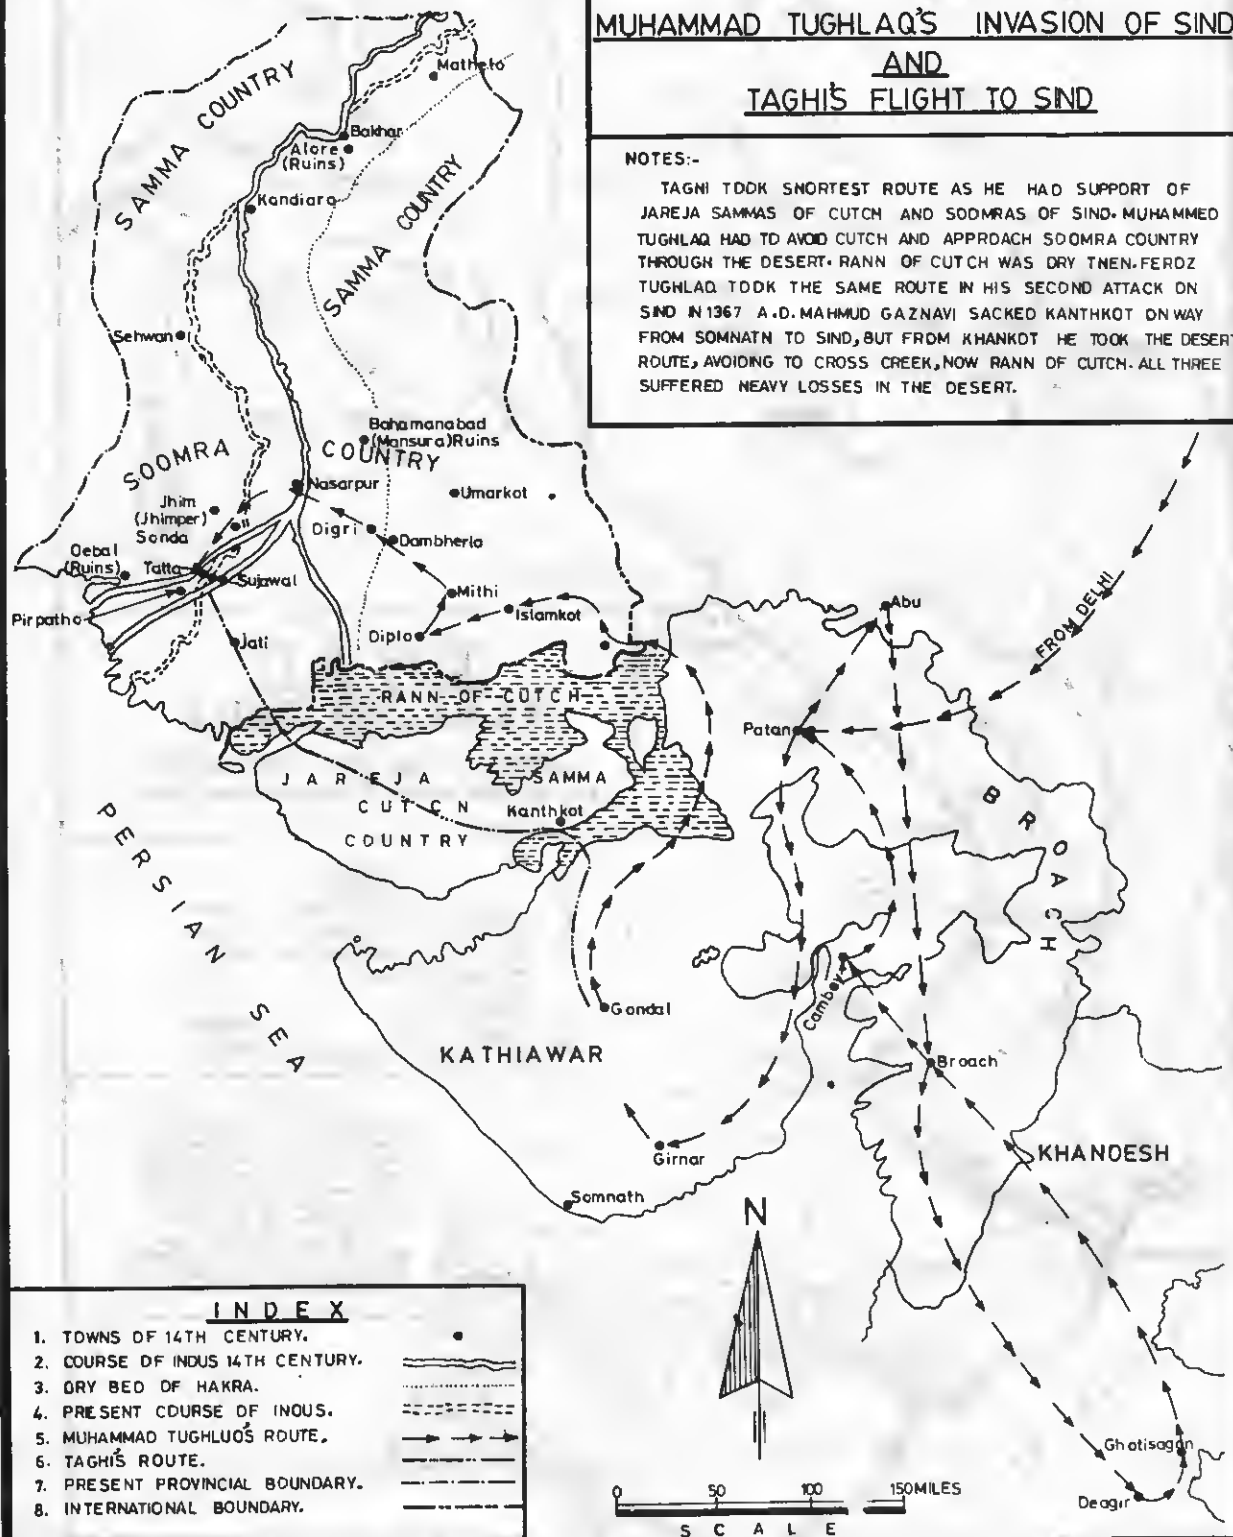 MUHAMMAD TUGHLAQ'S INVASION OF SIND
AND
TAGHI'S FLIGHT TO SIND
NOTES:-
TAGNI TOOK SNORTEST ROUTE AS HE HAD SUPPORT OF
JAREJA SAMMAS OF CUTCH AND SOOMRAS OF SIND. MUHAMMED
TUGHLAQ HAD TO AVOID CUTCH AND APPROACH SOOMRA COUNTRY
THROUGH THE DESERT. RANN OF CUTCH WAS DRY TNEN. FEROZ
TUGHLAQ TOOK THE SAME ROUTE IN HIS SECOND ATTACK ON
SIND IN 1367 A.D. MAHMUD GAZNAVI SACKED KANTHKOT ON WAY
FROM SOMNATN TO SIND, BUT FROM KHANKOT HE TOOK THE DESERT
ROUTE, AVOIDING TO CROSS CREEK, NOW RANN OF CUTCH. ALL THREE
SUFFERED NEAVY LOSSES IN THE DESERT.
SAMMA COUNTRY
Mathelo
Bakhar
Alore
(Ruins)
SAMMA COUNTRY
Kandiaro
Sehwan
Bahamanabad
(Mansura) Ruins
SOOMRA COUNTRY
Nasarpur
Umarkot
Jhim
(Jhimper)
Sonda
Digri
Dambherlo
Debal
(Ruins)
Tatta
Sujawal
Mithi
Islamkot
Pirpatho
Jati
Diplo
Abu
FROM DELHI
RANN OF CUTCH
Patan
JAREJA SAMMA
CUTCN
COUNTRY
Kanthkot
BROACH
PERSIAN SEA
Gondal
Cambey
KATHIAWAR
Broach
Girnar
KHANDESH
Somnath
N
Ghatisagon
Deagir
INDEX
1. TOWNS OF 14TH CENTURY.
2. COURSE OF INDUS 14TH CENTURY.
3. DRY BED OF HAKRA.
4. PRESENT COURSE OF INDUS.
5. MUHAMMAD TUGHLUQ'S ROUTE.
6. TAGHI'S ROUTE.
7. PRESENT PROVINCIAL BOUNDARY.
8. INTERNATIONAL BOUNDARY.
0 50 100 150 MILES
SCALE